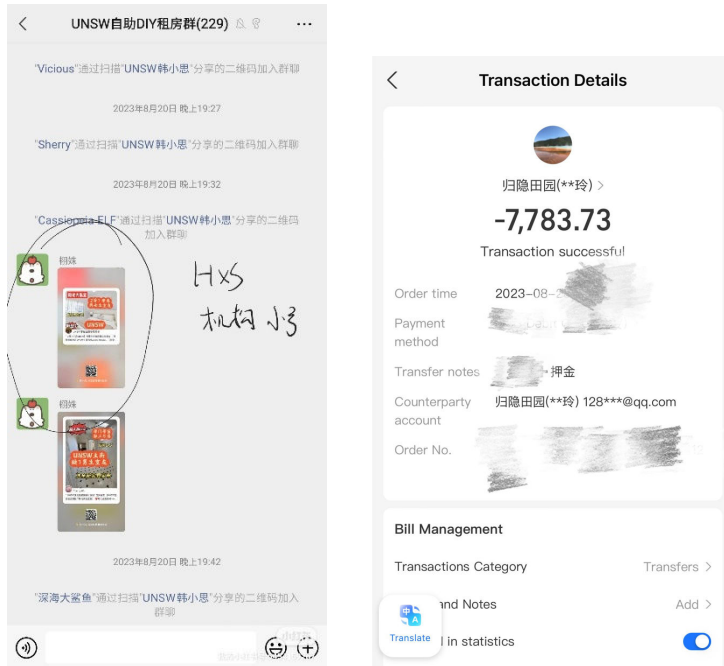 UNSW自助DIY租房群(229)
"Vicious"通过扫描"UNSW韩小思"分享的二维码加入群聊
2023年8月20日 晚上19:27
"Sherry"通过扫描"UNSW韩小思"分享的二维码加入群聊
2023年8月20日 晚上19:32
"Cassiopeia-ELF"通过扫描"UNSW韩小思"分享的二维码
加入群聊
栩姝
UNSW
HXS
机构小号
栩姝
UNSW主街
2023年8月20日 晚上19:42
"深海大鲨鱼"通过扫描"UNSW韩小思"分享的二维码加入
群聊
小红书
Transaction Details
归隐田园(**玲)
-7,783.73
Transaction successful
Order time 2023-08-2
Payment
method
Transfer notes 押金
Counterparty 归隐田园(**玲) 128***@qq.com
account
Order No.
Bill Management
Transactions Category Transfers
and Notes Add
in statistics
Translate